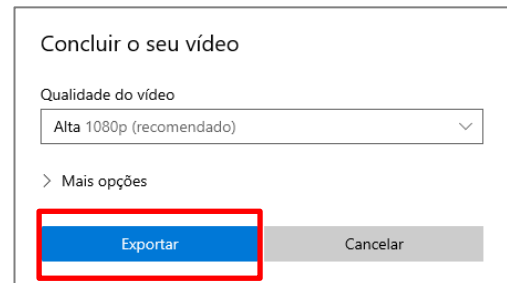 Concluir o seu vídeo
Qualidade do vídeo
Alta 1080p (recomendado)
Mais opções
Exportar Cancelar